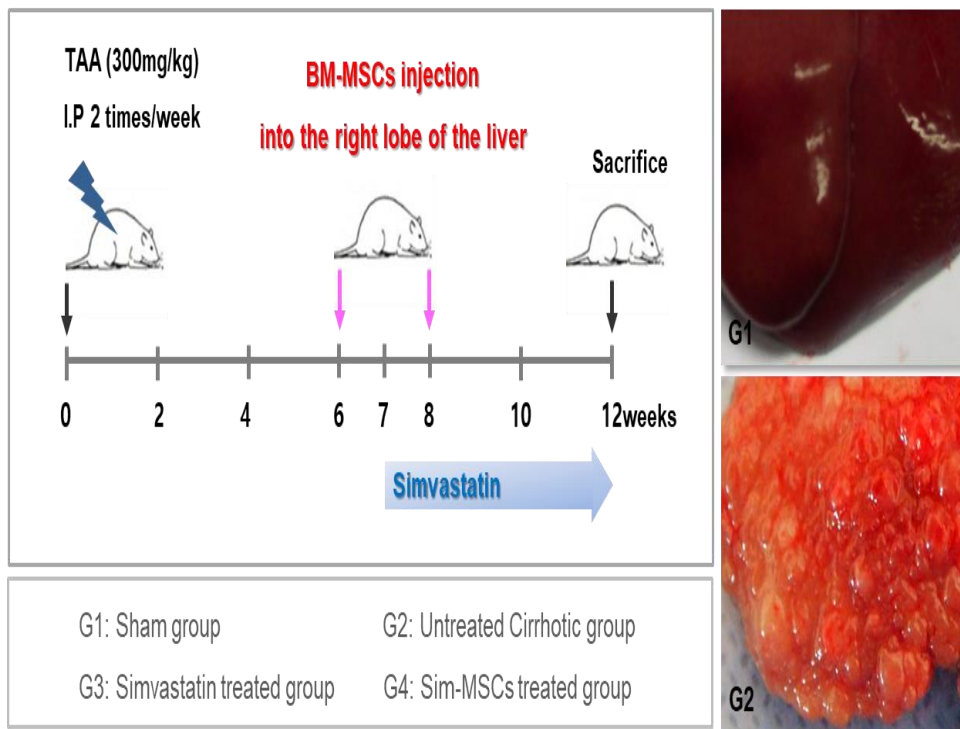 TAA (300mg/kg)
I.P 2 times/week
BM-MSCs injection
into the right lobe of the liver
Sacrifice
0 2 4 6 7 8 10 12weeks
Simvastatin
G1: Sham group
G2: Untreated Cirrhotic group
G3: Simvastatin treated group
G4: Sim-MSCs treated group
G1
G2